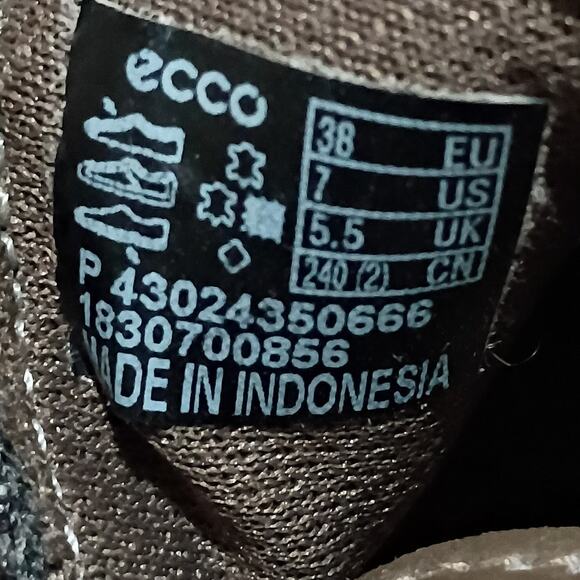 ecco
38 EU
7 US
5.5 UK
240 (2) CN
P 43024350666
1830700856
MADE IN INDONESIA